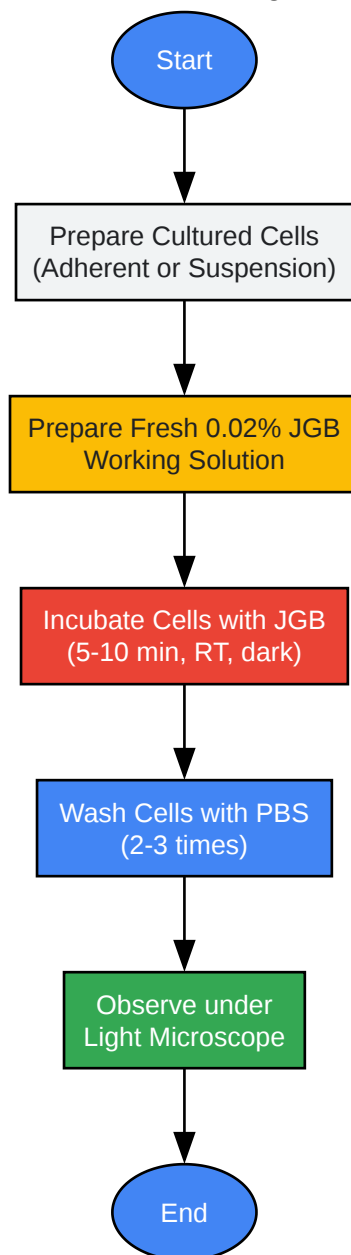 Start
Prepare Cultured Cells
(Adherent or Suspension)
Prepare Fresh 0.02% JGB
Working Solution
Incubate Cells with JGB
(5-10 min, RT, dark)
Wash Cells with PBS
(2-3 times)
Observe under
Light Microscope
End